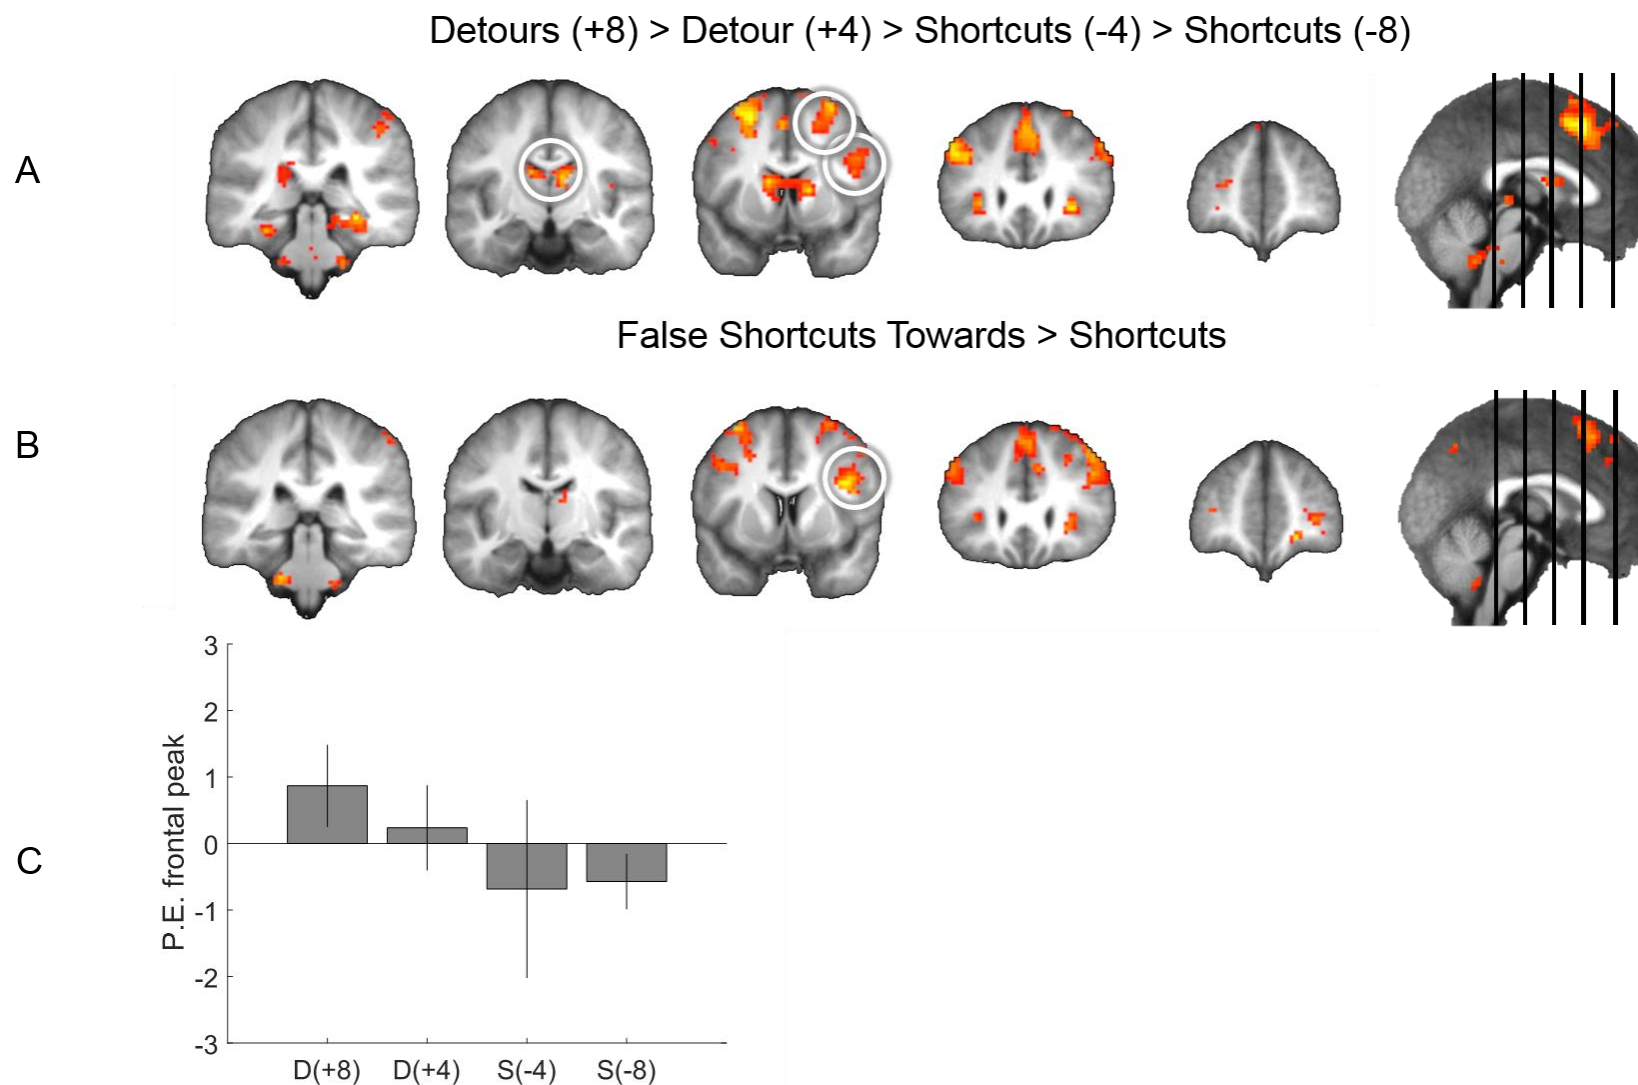 Detours (+8) > Detour (+4) > Shortcuts (-4) > Shortcuts (-8)
A
False Shortcuts Towards > Shortcuts
B
C
P.E. frontal peak
3
2
1
0
-1
-2
-3
D(+8) D(+4) S(-4) S(-8)